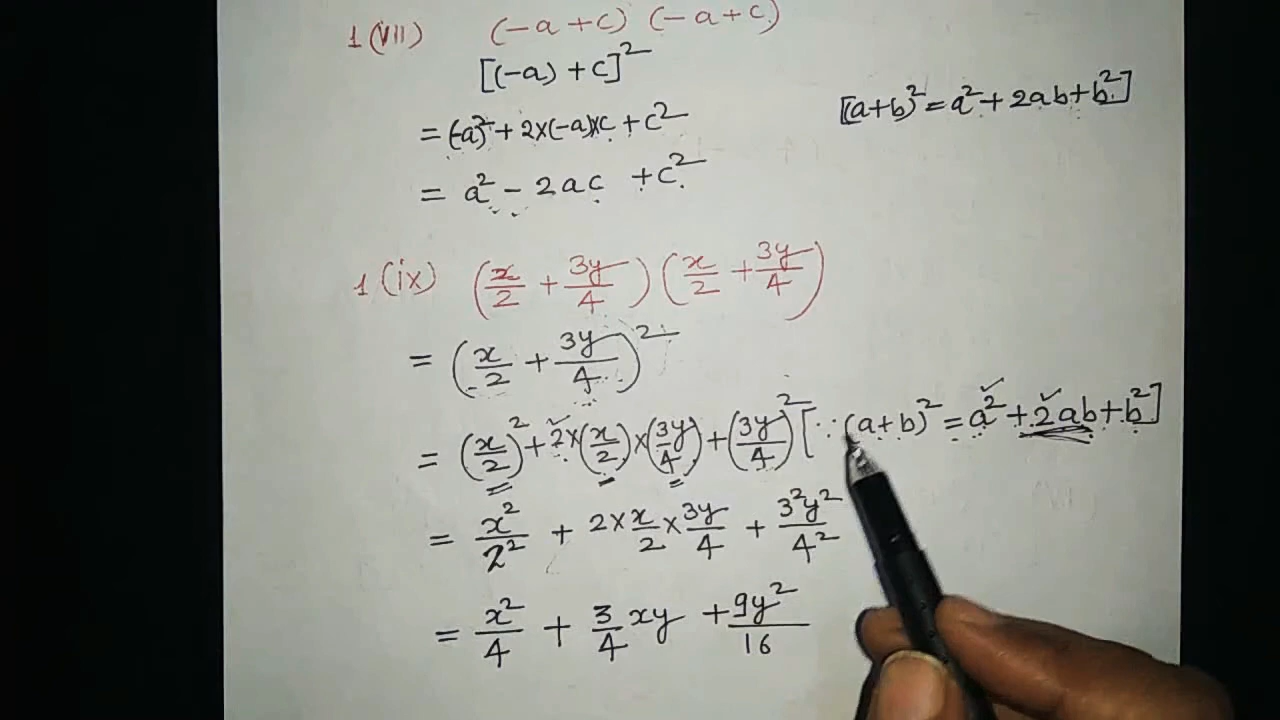 1(VII) (-a+c) (-a+c)
[(-a)+c]²
=(-a)²+2×(-a)×c+c² [(a+b)²=a²+2ab+b²]
= a²-2ac +c²
1(ix) (x/2 + 3y/4) (x/2 + 3y/4)
= (x/2 + 3y/4)²
= (x/2)²+2×(x/2)×(3y/4)+(3y/4)² [∵(a+b)²=a²+2ab+b²]
= x²/2² + 2×x/2×3y/4 + 3²y²/4²
= x²/4 + 3/4 xy +9y²/16